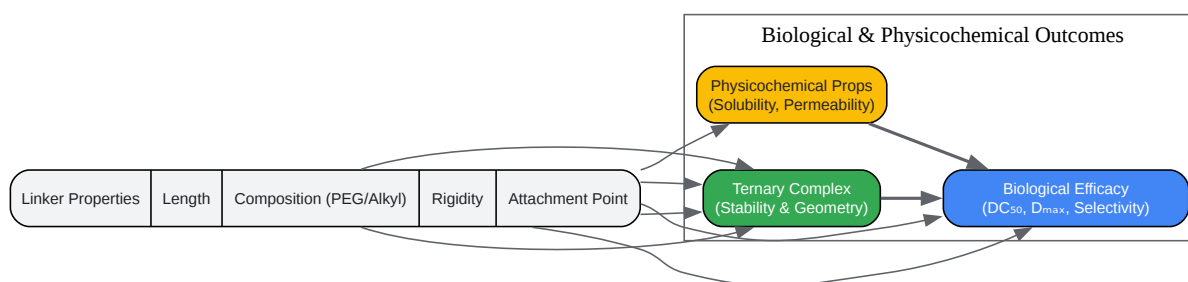 Biological & Physicochemical Outcomes
Physicochemical Props
(Solubility, Permeability)
Linker Properties
Length
Composition (PEG/Alkyl)
Rigidity
Attachment Point
Ternary Complex
(Stability & Geometry)
Biological Efficacy
(DC₅₀, Dₘₐₓ, Selectivity)